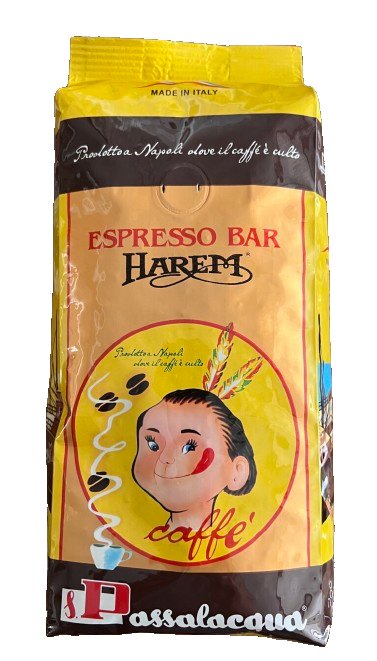 MADE IN ITALY
Prodotto a Napoli dove il caffè è culto
ESPRESSO BAR
HAREM®
Prodotto a Napoli
dove il caffè è culto
caffè
S. Passalacqua®